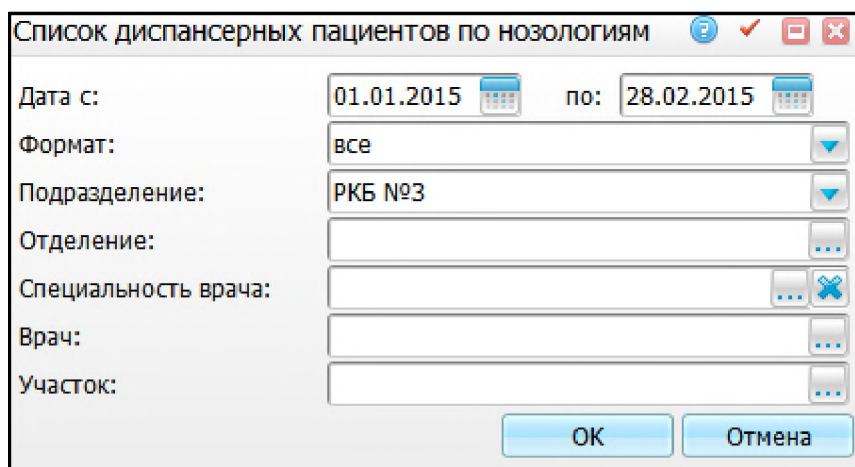 Список диспансерных пациентов по нозологиям
Дата с: 01.01.2015 по: 28.02.2015
Формат: все
Подразделение: РКБ №3
Отделение:
Специальность врача:
Врач:
Участок:
ОК Отмена